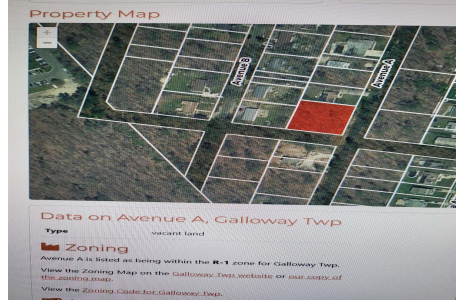 Property Map
+
−
Avenue B
Avenue A
Data on Avenue A, Galloway Twp
Type vacant land
Zoning
Avenue A is listed as being within the R-1 zone for Galloway Twp.
View the Zoning Map on the Galloway Twp website or our copy of
the zoning map.
View the Zoning Code for Galloway Twp.